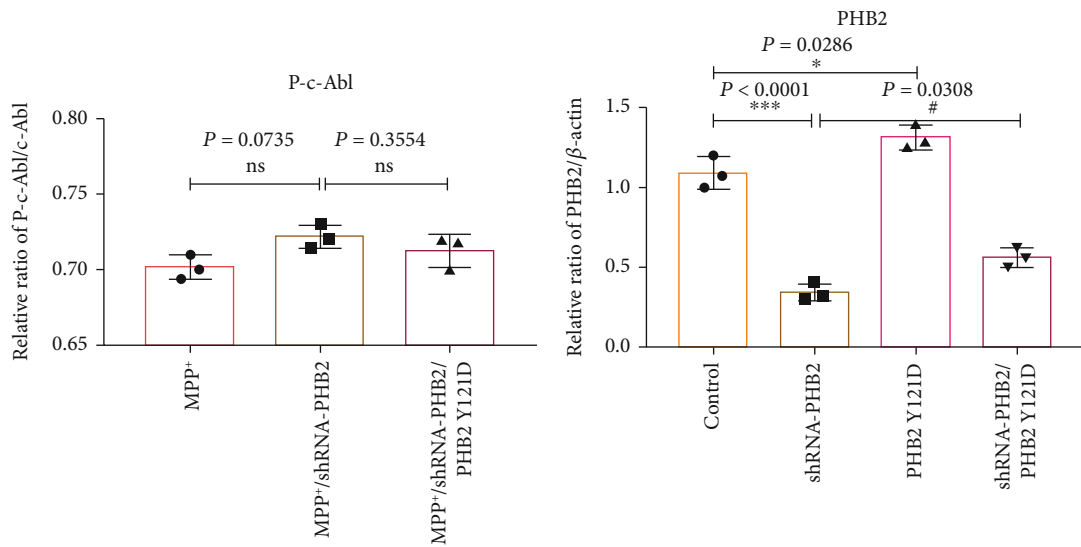 P-c-Abl
Relative ratio of P-c-Abl/c-Abl
0.80
0.75
0.70
0.65
P = 0.0735
ns
P = 0.3554
ns
MPP⁺
MPP⁺/shRNA-PHB2
MPP⁺/shRNA-PHB2/
PHB2 Y121D
PHB2
Relative ratio of PHB2/β-actin
1.5
1.0
0.5
0.0
P = 0.0286
*
P < 0.0001
***
P = 0.0308
#
Control
shRNA-PHB2
PHB2 Y121D
shRNA-PHB2/
PHB2 Y121D